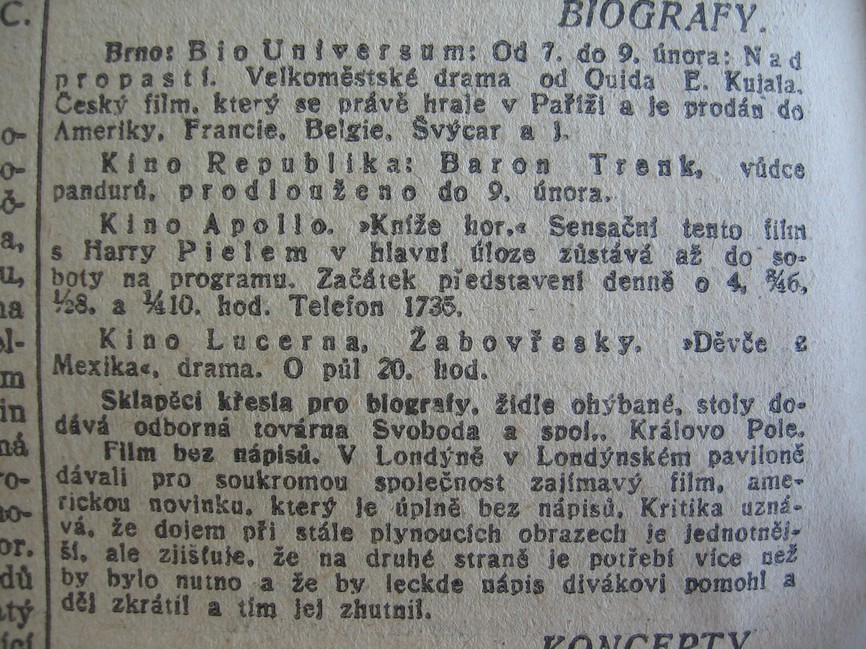 C.
BIOGRAFY.
Brno: Bio Universum: Od 7. do 9. února: Nad
propastí. Velkoměstské drama od Quida E. Kujala.
Český film, který se právě hraje v Paříži a je prodán do
Ameriky, Francie, Belgie, Švýcar a j.
Kino Republika: Baron Trenk, vůdce
pandurů, prodlouženo do 9. února.
Kino Apollo. »Kníže hor.« Sensační tento film
s Harry Pielem v hlavní úloze zůstává až do so-
boty na programu. Začátek představení denně o 4, ¾6,
½8, a ¼10. hod. Telefon 1735.
Kino Lucerna, Žabovřesky. »Děvče z
Mexika«, drama. O půl 20. hod.
Sklapěcí křesla pro biografy, židle ohýbané, stoly do-
dává odborná továrna Svoboda a spol., Královo Pole.
Film bez nápisů. V Londýně v Londýnském paviloně
dávali pro soukromou společnost zajímavý film, ame-
rickou novinku, který je úplně bez nápisů. Kritika uzná-
vá, že dojem při stále plynoucích obrazech je jednotněj-
ší, ale zjišťuje, že na druhé straně je potřebí více než
by bylo nutno a že by leckde nápis divákovi pomohl a
děj zkrátil a tím jej zhutnil.
KONCEPTY